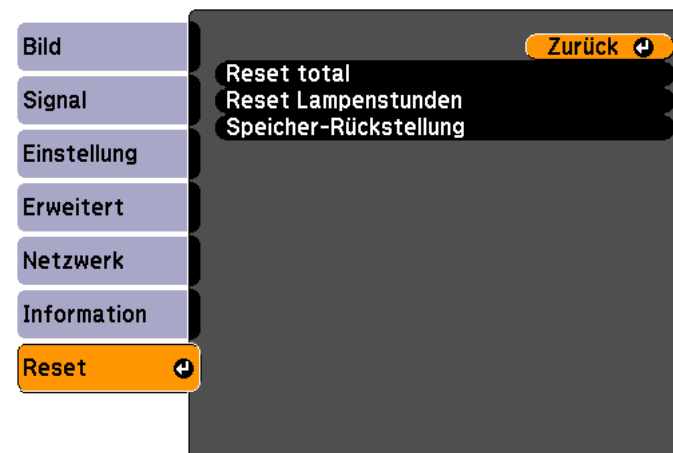 Bild
Signal
Einstellung
Erweitert
Netzwerk
Information
Reset
Zurück
Reset total
Reset Lampenstunden
Speicher-Rückstellung